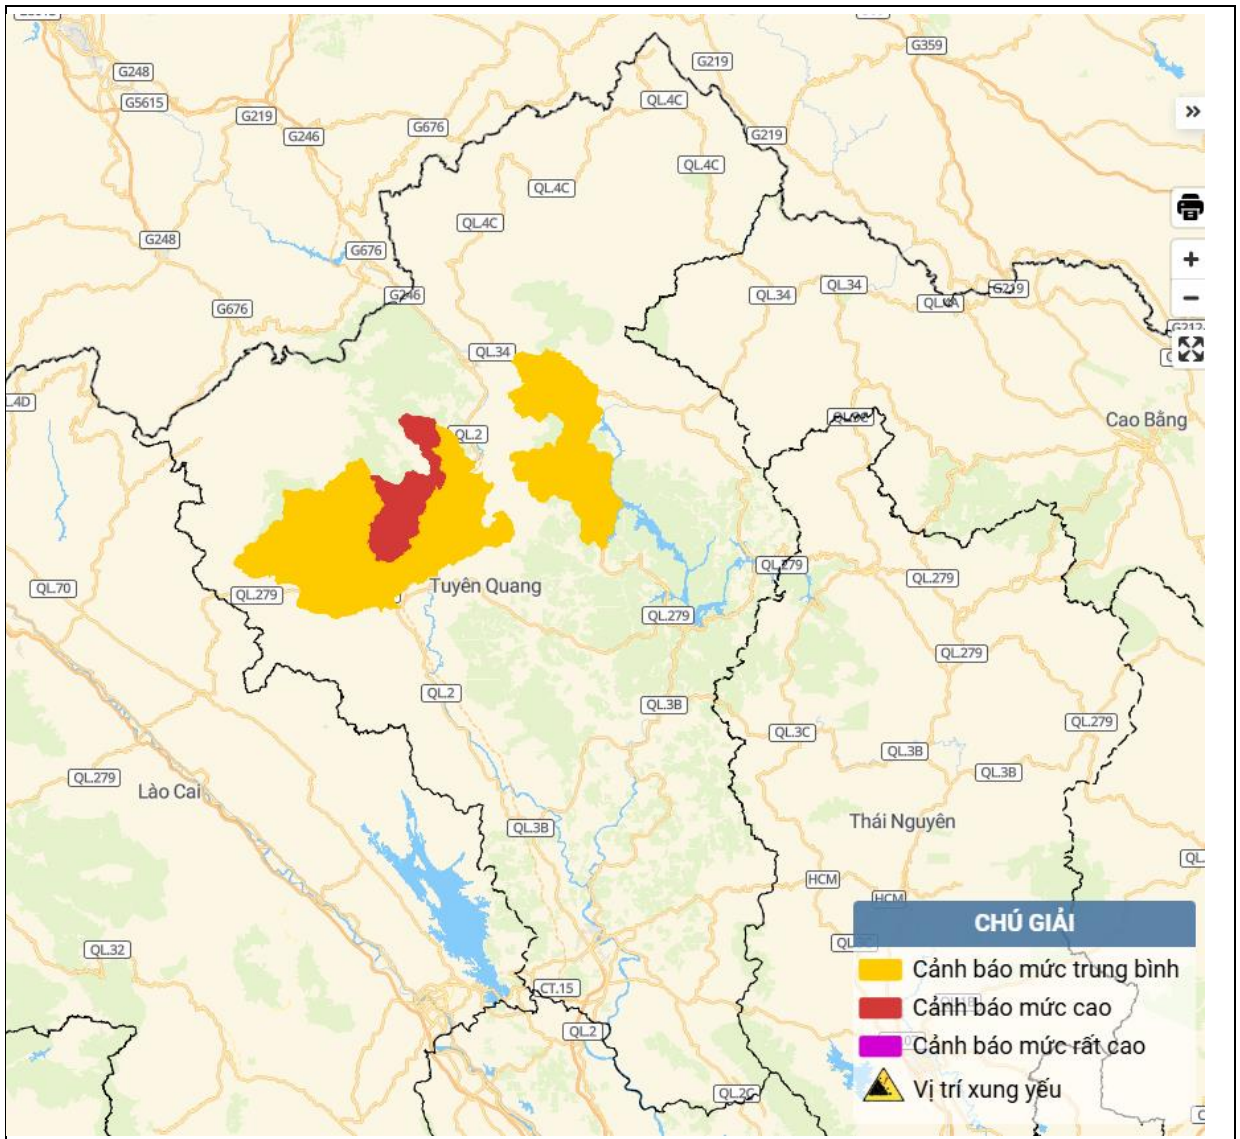 G248
G219
G359
G5615
QL.4C
G219
G246
G676
G219
QL.4C
QL.4C
QL.4C
G248
G676
QL.34
QL.34
G246
G219
G676
QL.34
.4D
QL.2
Cao Bằng
QL.279
QL.279
QL.70
QL.279
Tuyên Quang
QL.279
QL.279
QL.2
QL.3B
QL.279
QL.3C
QL.3B
QL.3B
QL.279
Lào Cai
Thái Nguyên
QL.3B
QL.
HCM
HCM
CHÚ GIẢI
QL.32
Cảnh báo mức trung bình
CT.15
Cảnh báo mức cao
QL.2
Cảnh báo mức rất cao
Vị trí xung yếu
QL.2C